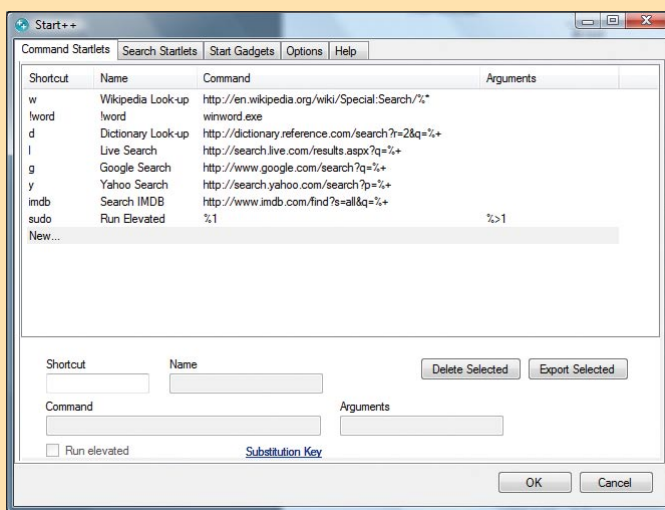 Start++
Command Startlets Search Startlets Start Gadgets Options Help
Shortcut Name Command Arguments
w Wikipedia Look-up http://en.wikipedia.org/wiki/Special:Search/%*
!word !word winword.exe
d Dictionary Look-up http://dictionary.reference.com/search?r=2&q=%+
l Live Search http://search.live.com/results.aspx?q=%+
g Google Search http://www.google.com/search?q=%+
y Yahoo Search http://search.yahoo.com/search?p=%+
imdb Search IMDB http://www.imdb.com/find?s=all&q=%+
sudo Run Elevated %1 %>1
New...
Shortcut Name
Delete Selected Export Selected
Command Arguments
Run elevated Substitution Key
OK Cancel